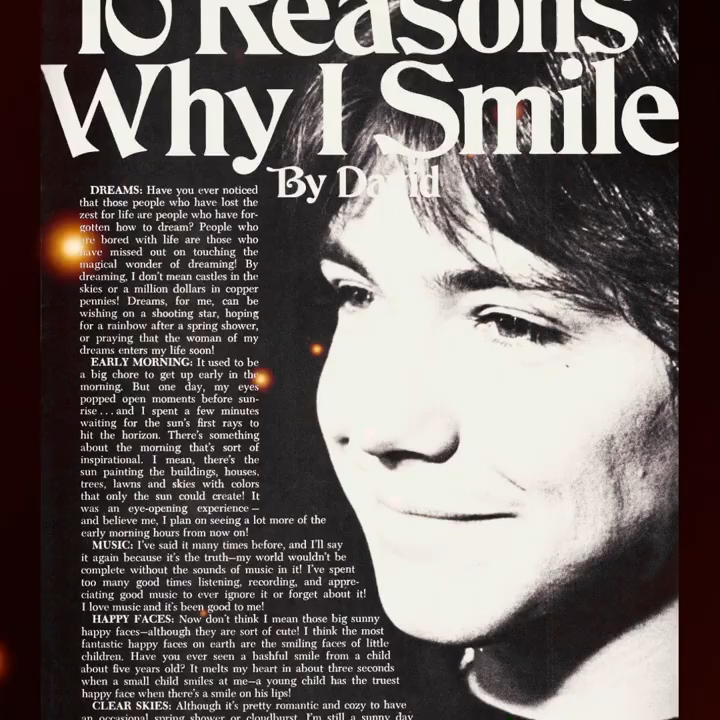 10 Reasons
Why I Smile
By David
DREAMS: Have you ever noticed
that those people who have lost the
zest for life are people who have for-
gotten how to dream? People who
are bored with life are those who
have missed out on touching the
magical wonder of dreaming! By
dreaming, I don't mean castles in the
skies or a million dollars in copper
pennies! Dreams, for me, can be
wishing on a shooting star, hoping
for a rainbow after a spring shower,
or praying that the woman of my
dreams enters my life soon!
EARLY MORNING: It used to be
a big chore to get up early in the
morning. But one day, my eyes
popped open moments before sun-
rise...and I spent a few minutes
waiting for the sun's first rays to
hit the horizon. There's something
about the morning that's sort of
inspirational. I mean, there's the
sun painting the buildings, houses,
trees, lawns and skies with colors
that only the sun could create! It
was an eye-opening experience—
and believe me, I plan on seeing a lot more of the
early morning hours from now on!
MUSIC: I've said it many times before, and I'll say
it again because it's the truth—my world wouldn't be
complete without the sounds of music in it! I've spent
too many good times listening, recording, and appre-
ciating good music to ever ignore it or forget about it!
I love music and it's been good to me!
HAPPY FACES: Now don't think I mean those big sunny
happy faces—although they are sort of cute! I think the most
fantastic happy faces on earth are the smiling faces of little
children. Have you ever seen a bashful smile from a child
about five years old? It melts my heart in about three seconds
when a small child smiles at me—a young child has the truest
happy face when there's a smile on his lips!
CLEAR SKIES: Although it's pretty romantic and cozy to have
an occasional spring shower or cloudburst, I'm still a sunny day